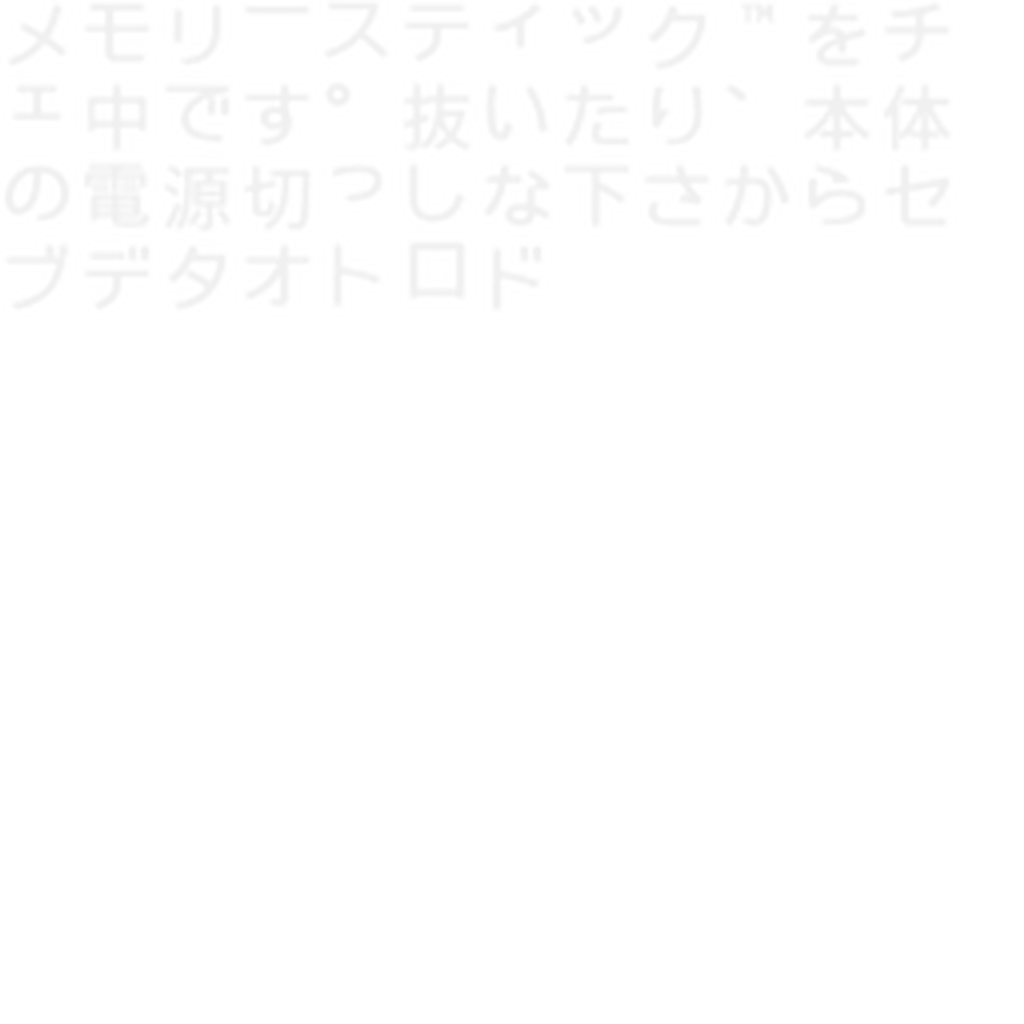 メモリースティック™をチ
ェ中です。抜いたり、本体
の電源切っしな下さからセ
ブデタオトロド